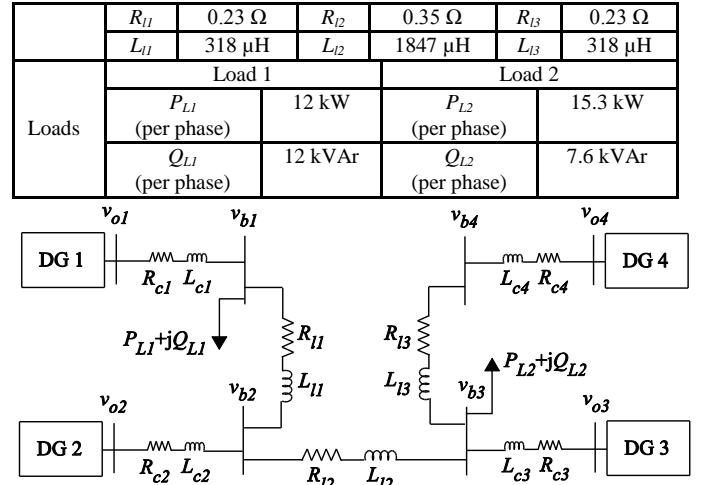 R_l1 0.23 Ω R_l2 0.35 Ω R_l3 0.23 Ω
L_l1 318 µH L_l2 1847 µH L_l3 318 µH
Loads
Load 1 Load 2
P_L1 (per phase) 12 kW P_L2 (per phase) 15.3 kW
Q_L1 (per phase) 12 kVAr Q_L2 (per phase) 7.6 kVAr
v_o1 v_b1 v_b4 v_o4
DG 1 DG 4
R_c1 L_c1 L_c4 R_c4
P_L1+jQ_L1 R_l1 R_l3
P_L2+jQ_L2
L_l1 L_l3
v_o2 v_b2 v_b3 v_o3
DG 2 DG 3
R_c2 L_c2 R_l2 L_l2 L_c3 R_c3